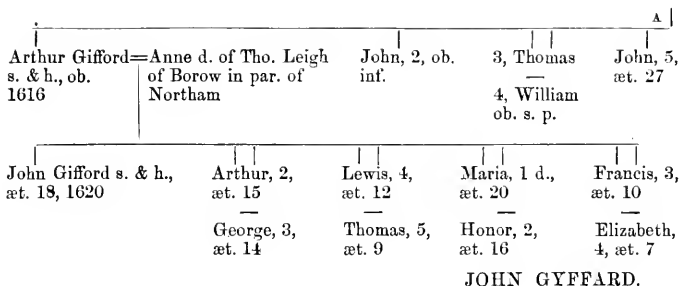 A
Arthur Gifford=Anne d. of Tho. Leigh
s. & h., ob. of Borow in par. of
1616 Northam
John, 2, ob.
inf.
3, Thomas
—
4, William
ob. s. p.
John, 5,
æt. 27
John Gifford s. & h.,
æt. 18, 1620
Arthur, 2,
æt. 15
—
George, 3,
æt. 14
Lewis, 4,
æt. 12
—
Thomas, 5,
æt. 9
Maria, 1 d.,
æt. 20
—
Honor, 2,
æt. 16
Francis, 3,
æt. 10
—
Elizabeth,
4, æt. 7
JOHN GYFFARD.